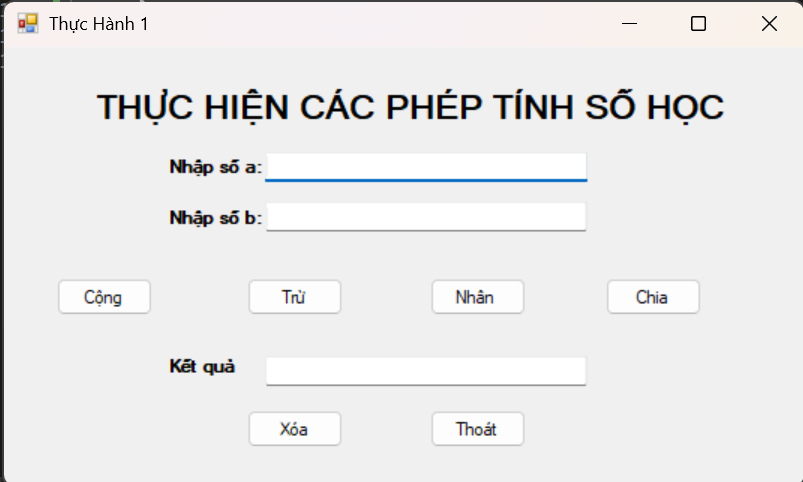 Thực Hành 1
THỰC HIỆN CÁC PHÉP TÍNH SỐ HỌC
Nhập số a:
Nhập số b:
Cộng Trừ Nhân Chia
Kết quả
Xóa Thoát